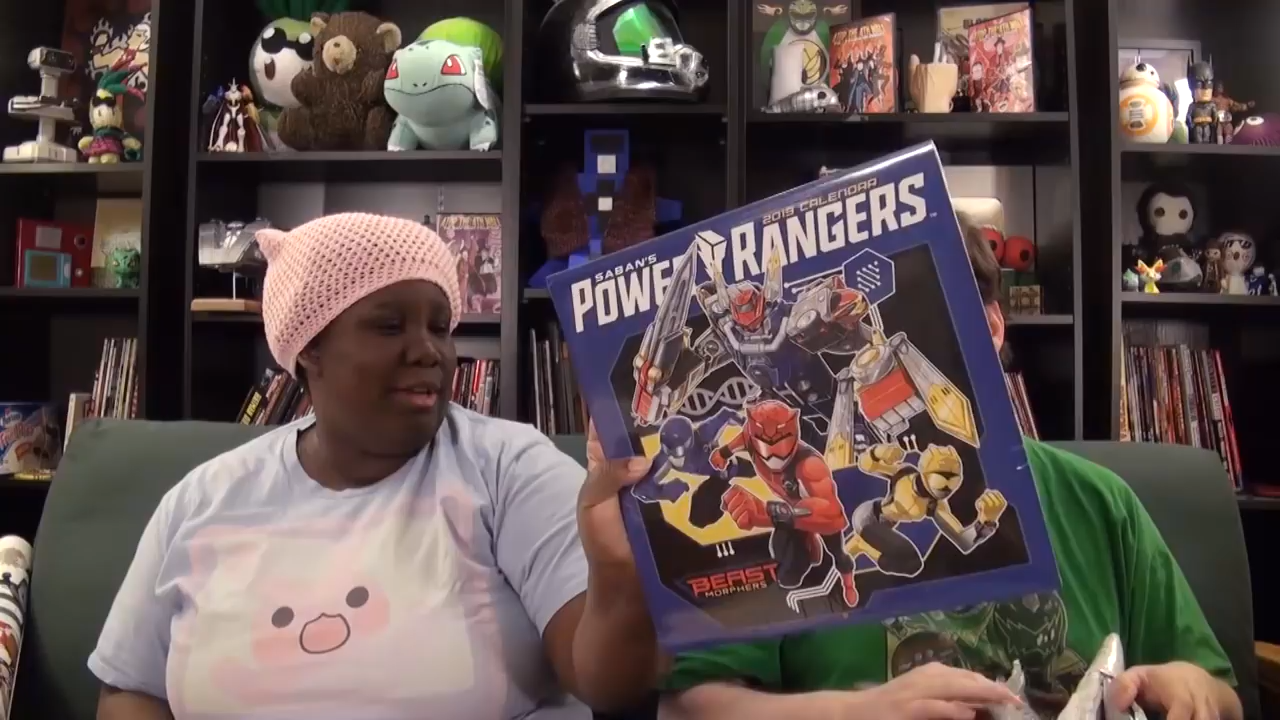 2019 CALENDAR
SABAN'S
POWER RANGERS
BEAST
MORPHERS